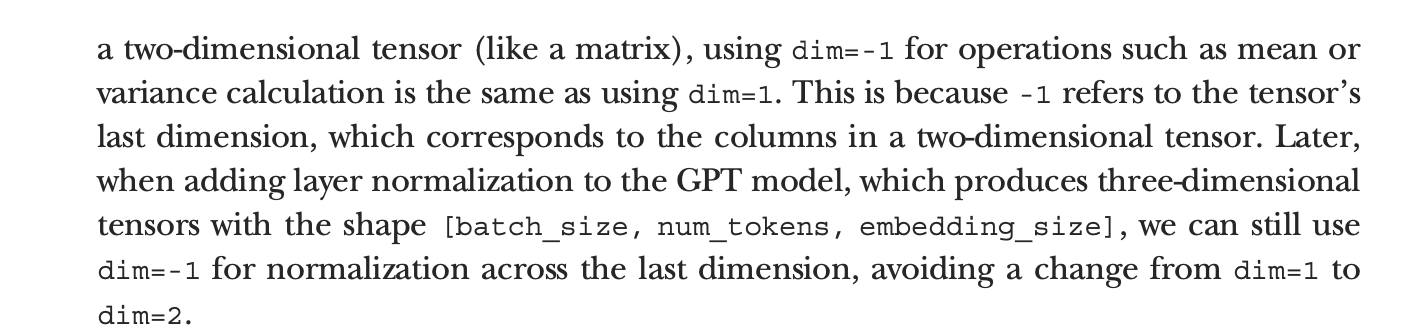 a two-dimensional tensor (like a matrix), using dim=-1 for operations such as mean or
variance calculation is the same as using dim=1. This is because -1 refers to the tensor’s
last dimension, which corresponds to the columns in a two-dimensional tensor. Later,
when adding layer normalization to the GPT model, which produces three-dimensional
tensors with the shape [batch_size, num_tokens, embedding_size], we can still use
dim=-1 for normalization across the last dimension, avoiding a change from dim=1 to
dim=2.